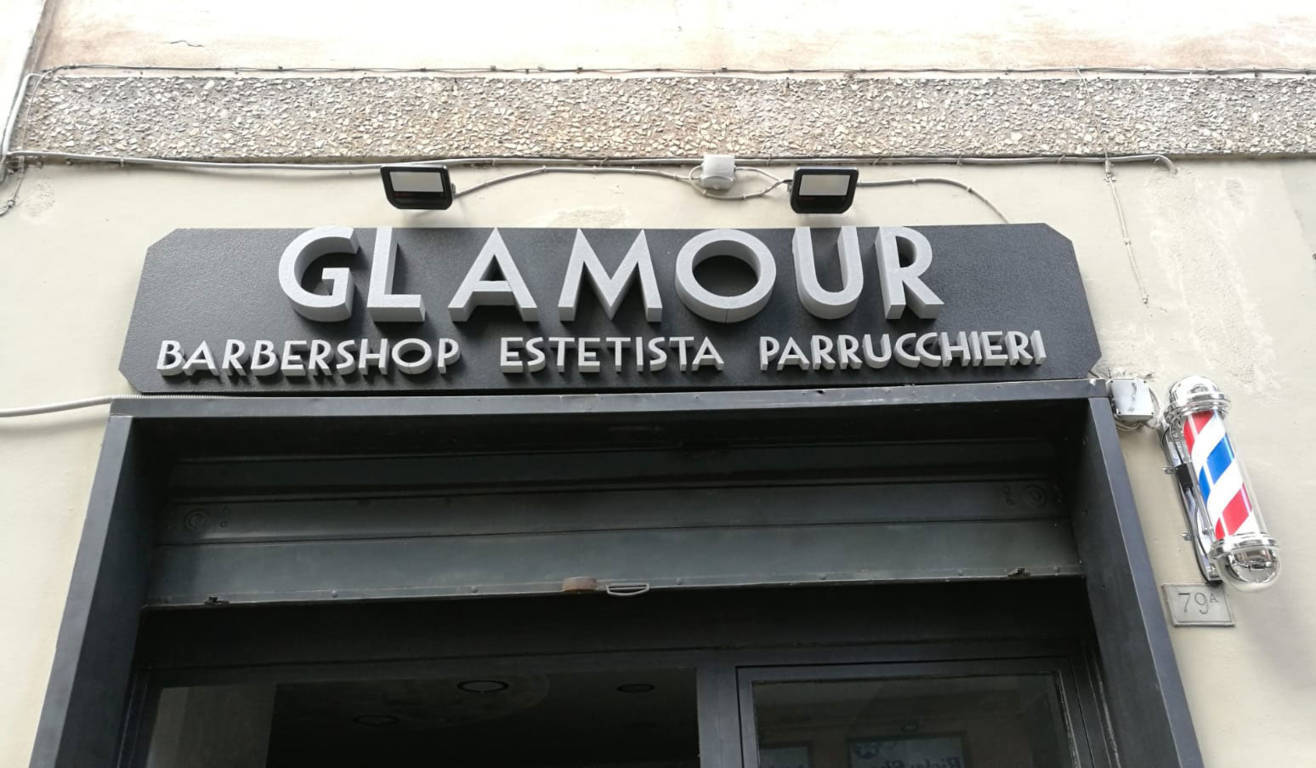 GLAMOUR
BARBERSHOP ESTETISTA PARRUCCHIERI
79A